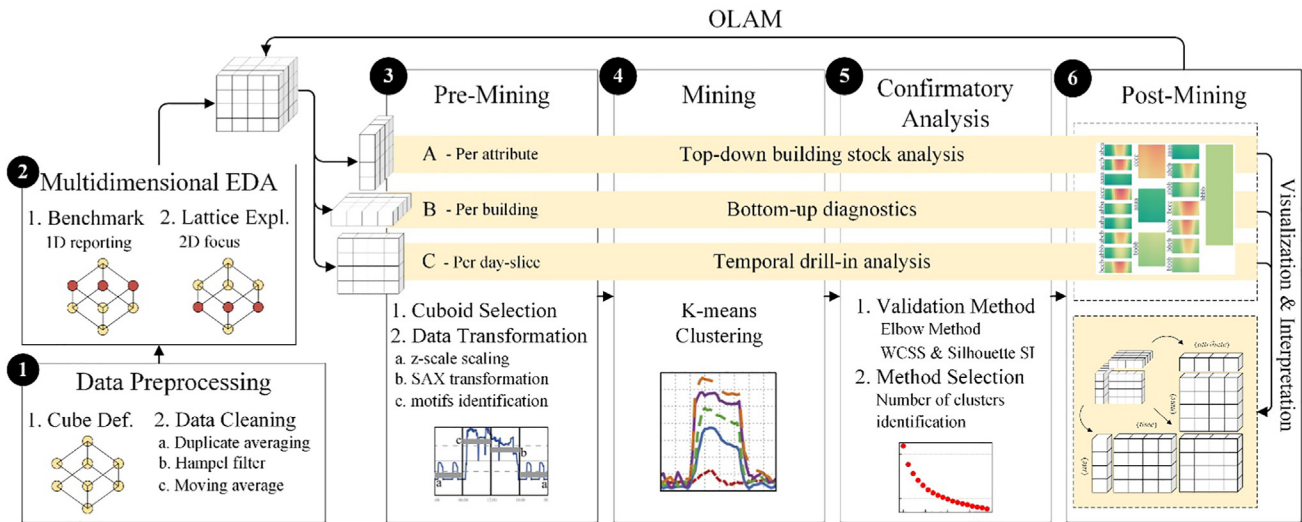 OLAM
1
Data Preprocessing
1. Cube Def.
2. Data Cleaning
a. Duplicate averaging
b. Hampel filter
c. Moving average
2
Multidimensional EDA
1. Benchmark
1D reporting
2. Lattice Expl.
2D focus
3
Pre-Mining
A - Per attribute
B - Per building
C - Per day-slice
1. Cuboid Selection
2. Data Transformation
a. z-scale scaling
b. SAX transformation
c. motifs identification
a
c
b
a
4
Mining
Top-down building stock analysis
Bottom-up diagnostics
Temporal drill-in analysis
K-means
Clustering
5
Confirmatory
Analysis
1. Validation Method
Elbow Method
WCSS & Silhouette SI
2. Method Selection
Number of clusters
identification
6
Post-Mining
(attribute)
(time)
Visualization & Interpretation